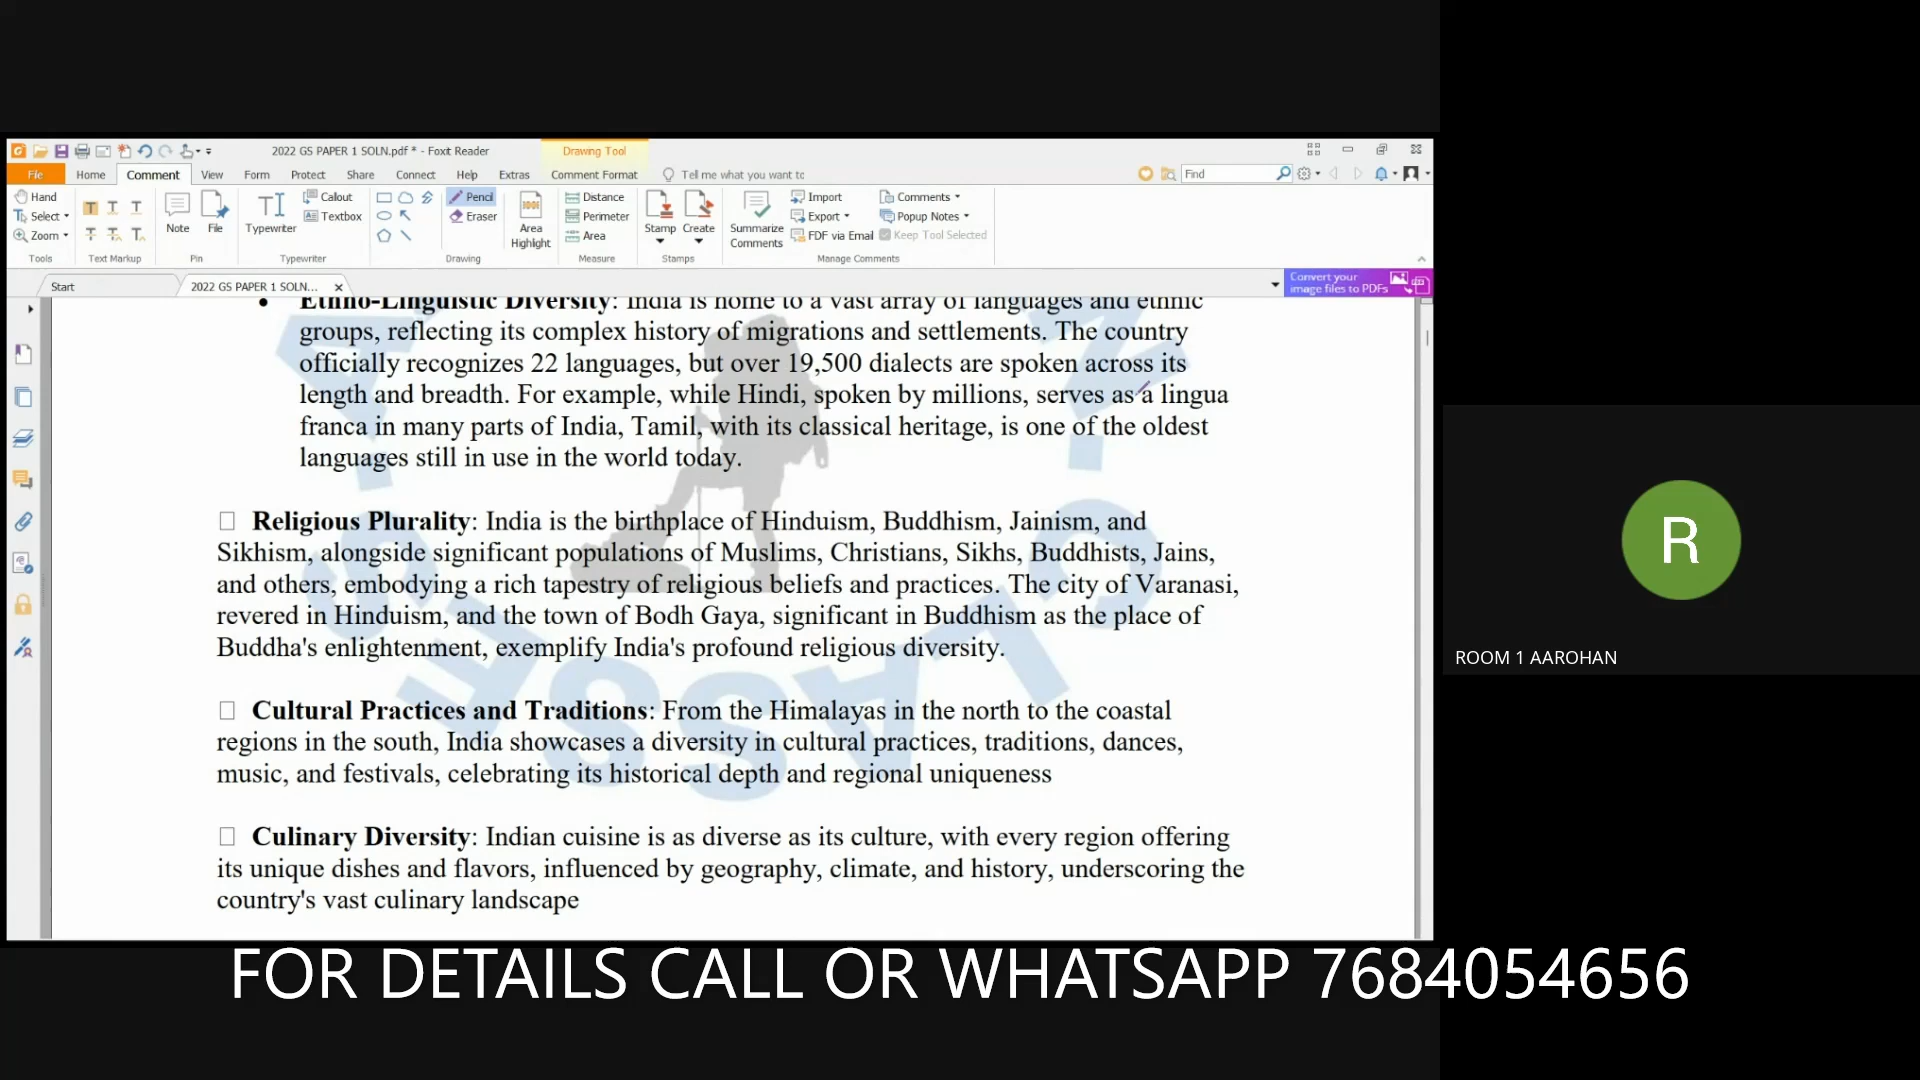 2022 GS PAPER 1 SOLN.pdf * - Foxit Reader
Drawing Tool
File Home Comment View Form Protect Share Connect Help Extras Comment Format Tell me what you want to Find
Hand
Select
Zoom
Tools
Text Markup
Note File
Pin
Typewriter
Callout
Textbox
Typewriter
Pencil
Eraser
Area Highlight
Drawing
Distance
Perimeter
Area
Measure
Stamp Create
Stamps
Summarize Comments
Import
Export
FDF via Email
Comments
Popup Notes
Keep Tool Selected
Manage Comments
Start
2022 GS PAPER 1 SOLN...
Convert your
image files to PDFs
• Ethno-Linguistic Diversity: India is home to a vast array of languages and ethnic
groups, reflecting its complex history of migrations and settlements. The country
officially recognizes 22 languages, but over 19,500 dialects are spoken across its
length and breadth. For example, while Hindi, spoken by millions, serves as a lingua
franca in many parts of India, Tamil, with its classical heritage, is one of the oldest
languages still in use in the world today.
Religious Plurality: India is the birthplace of Hinduism, Buddhism, Jainism, and
Sikhism, alongside significant populations of Muslims, Christians, Sikhs, Buddhists, Jains,
and others, embodying a rich tapestry of religious beliefs and practices. The city of Varanasi,
revered in Hinduism, and the town of Bodh Gaya, significant in Buddhism as the place of
Buddha's enlightenment, exemplify India's profound religious diversity.
Cultural Practices and Traditions: From the Himalayas in the north to the coastal
regions in the south, India showcases a diversity in cultural practices, traditions, dances,
music, and festivals, celebrating its historical depth and regional uniqueness
Culinary Diversity: Indian cuisine is as diverse as its culture, with every region offering
its unique dishes and flavors, influenced by geography, climate, and history, underscoring the
country's vast culinary landscape
R
ROOM 1 AAROHAN
FOR DETAILS CALL OR WHATSAPP 7684054656